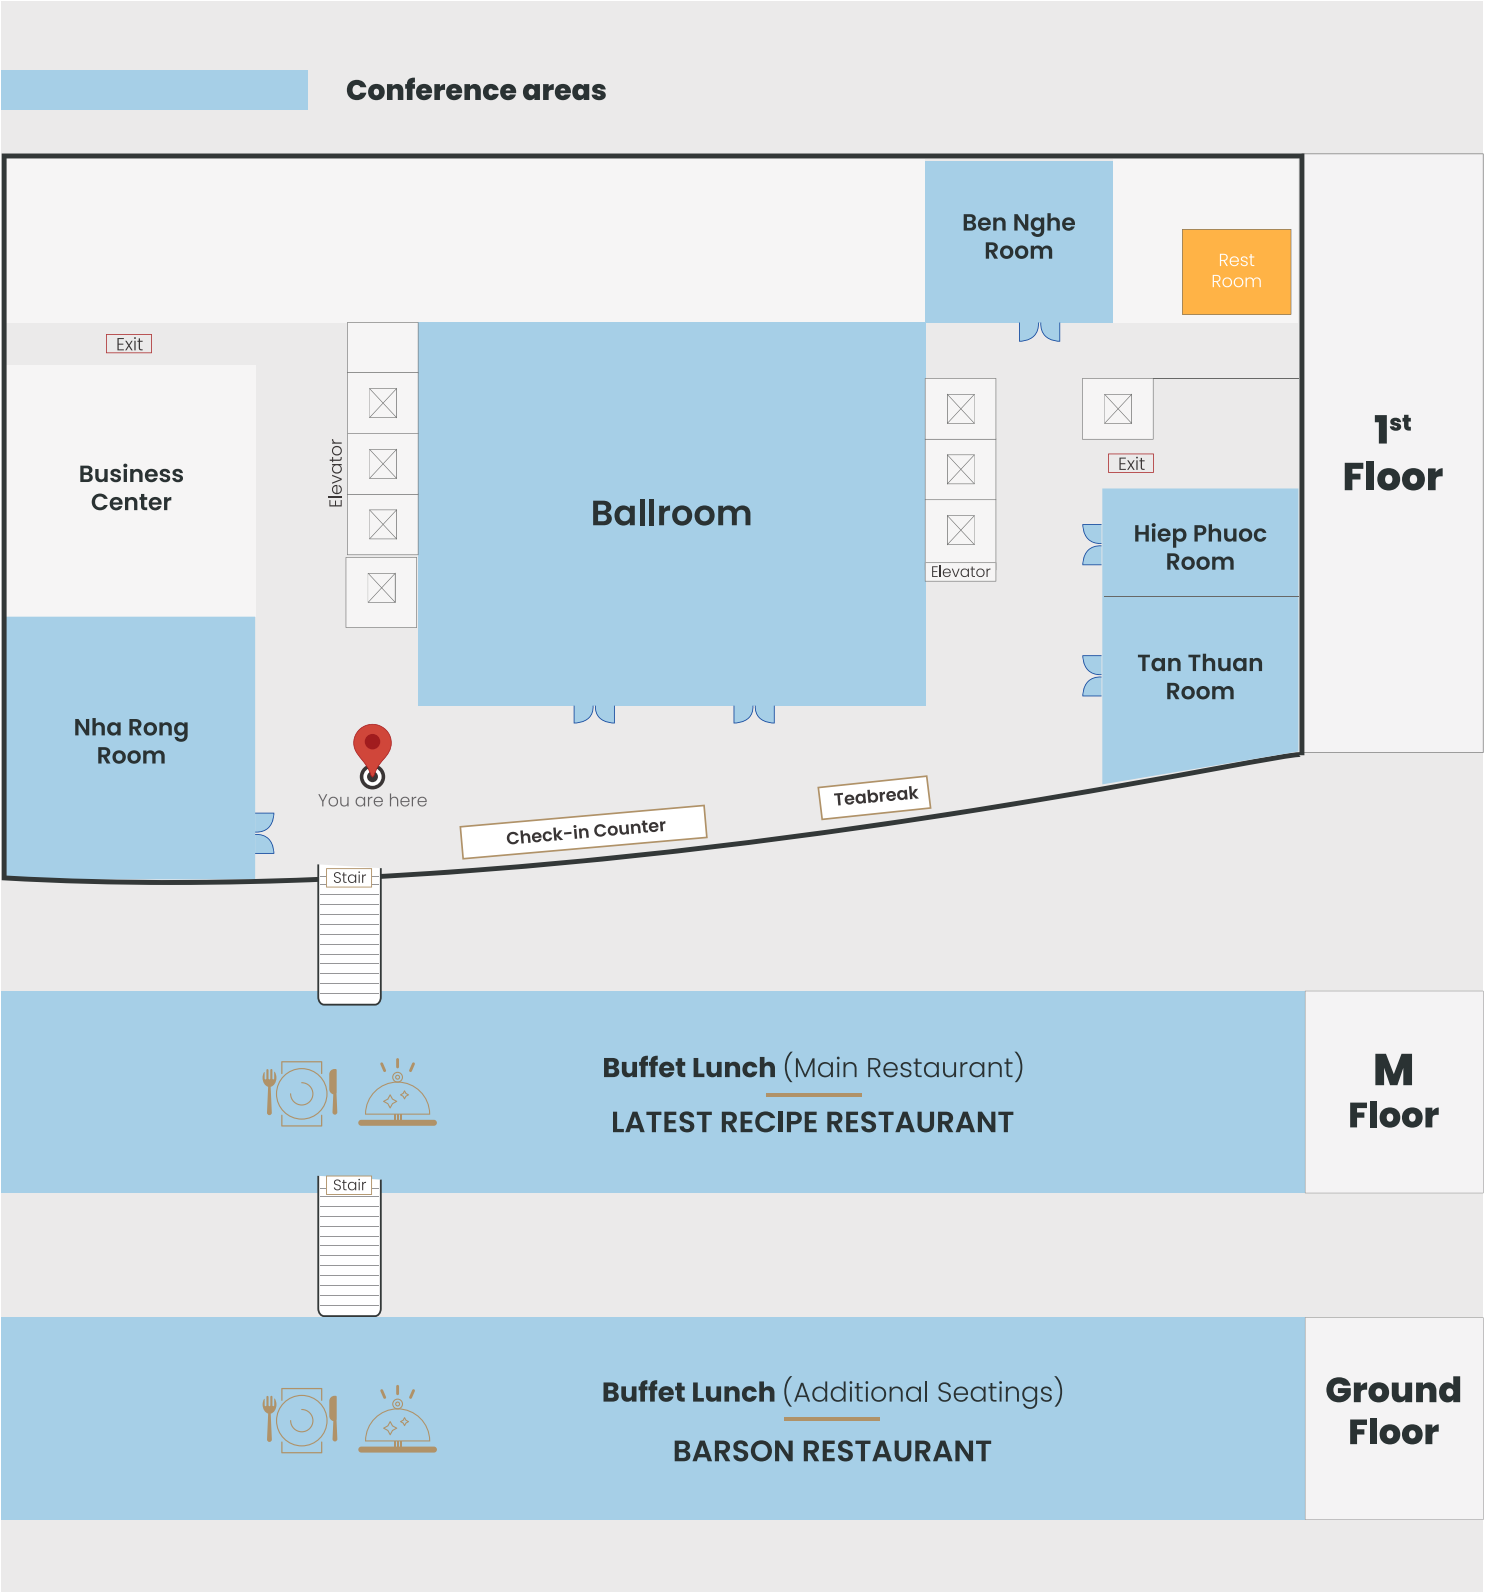 Conference areas
Ben Nghe
Room
Rest
Room
Exit
Elevator
Business
Center
Ballroom
Elevator
Exit
1st
Floor
Hiep Phuoc
Room
Tan Thuan
Room
Nha Rong
Room
You are here
Check-in Counter
Teabreak
Stair
Buffet Lunch (Main Restaurant)
LATEST RECIPE RESTAURANT
M
Floor
Stair
Buffet Lunch (Additional Seatings)
BARSON RESTAURANT
Ground
Floor